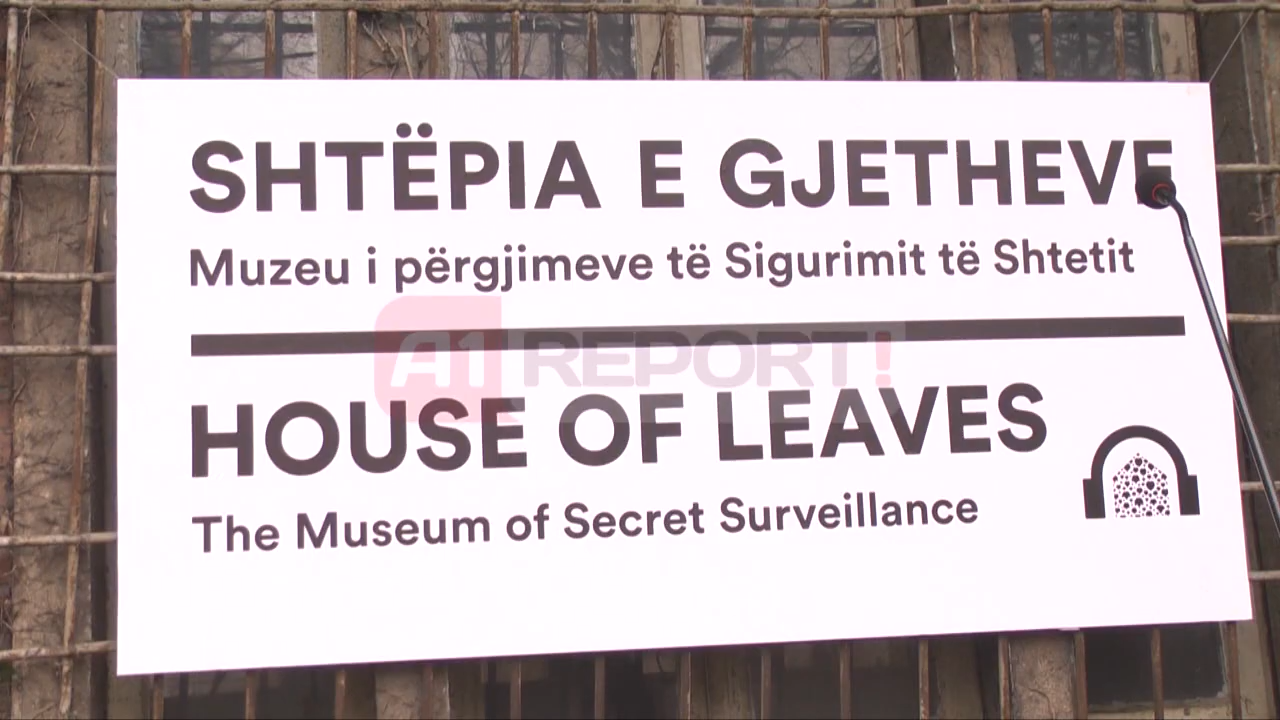 SHTËPIA E GJETHEVE
Muzeu i përgjimeve të Sigurimit të Shtetit
A1 REPORT!
HOUSE OF LEAVES
The Museum of Secret Surveillance